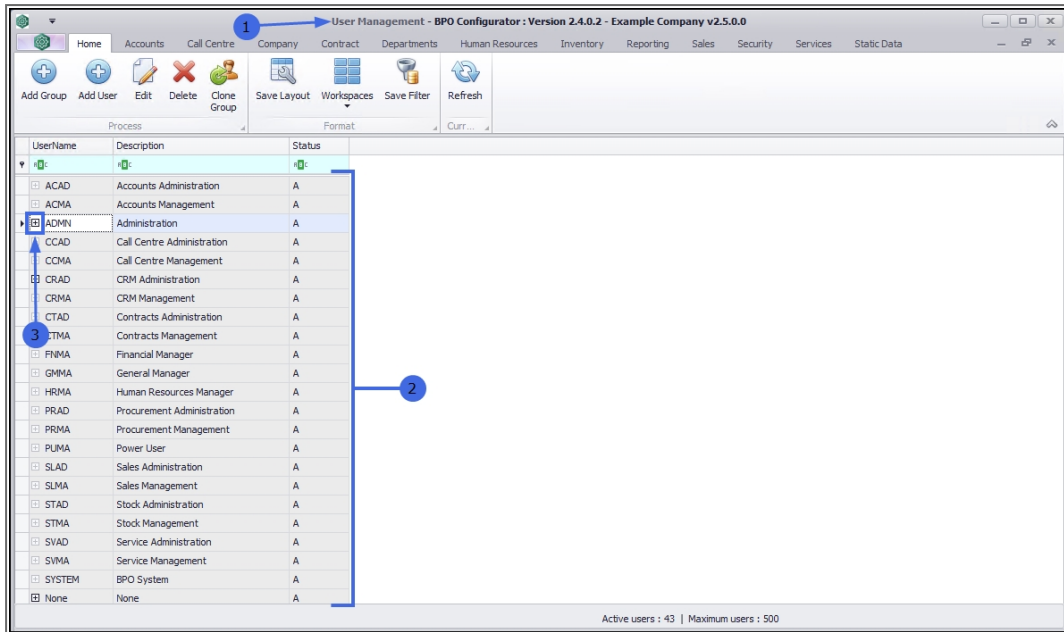 1
User Management - BPO Configurator : Version 2.4.0.2 - Example Company v2.5.0.0
Home Accounts Call Centre Company Contract Departments Human Resources Inventory Reporting Sales Security Services Static Data
Add Group Add User Edit Delete Clone Group Save Layout Workspaces Save Filter Refresh
Process Format Curr...
UserName Description Status
ACAD Accounts Administration A
ACMA Accounts Management A
ADMN Administration A
CCAD Call Centre Administration A
CCMA Call Centre Management A
CRAD CRM Administration A
CRMA CRM Management A
CTAD Contracts Administration A
3 CTMA Contracts Management A
FNMA Financial Manager A
GMMA General Manager A
HRMA Human Resources Manager A
2
PRAD Procurement Administration A
PRMA Procurement Management A
PUMA Power User A
SLAD Sales Administration A
SLMA Sales Management A
STAD Stock Administration A
STMA Stock Management A
SVAD Service Administration A
SVMA Service Management A
SYSTEM BPO System A
None None A
Active users : 43 | Maximum users : 500